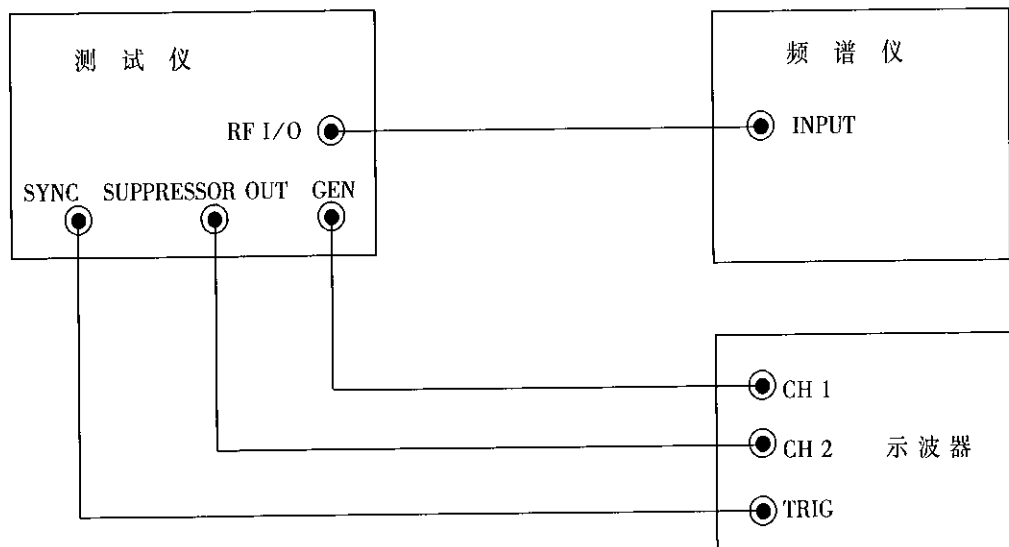 测试仪
频谱仪
RF I/O
INPUT
SYNC SUPPRESSOR OUT GEN
CH 1
CH 2 示波器
TRIG